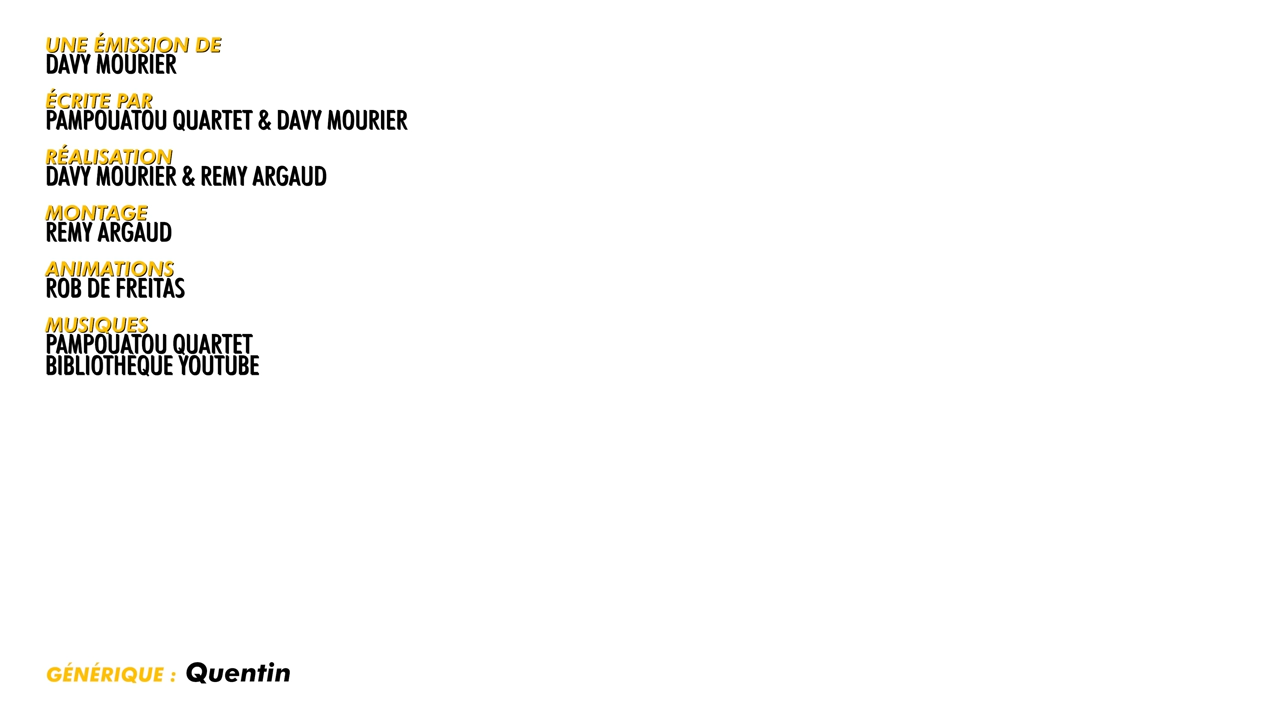 UNE ÉMISSION DE
DAVY MOURIER
ÉCRITE PAR
PAMPOUATOU QUARTET & DAVY MOURIER
RÉALISATION
DAVY MOURIER & REMY ARGAUD
MONTAGE
REMY ARGAUD
ANIMATIONS
ROB DE FREITAS
MUSIQUES
PAMPOUATOU QUARTET
BIBLIOTHÈQUE YOUTUBE
GÉNÉRIQUE : Quentin